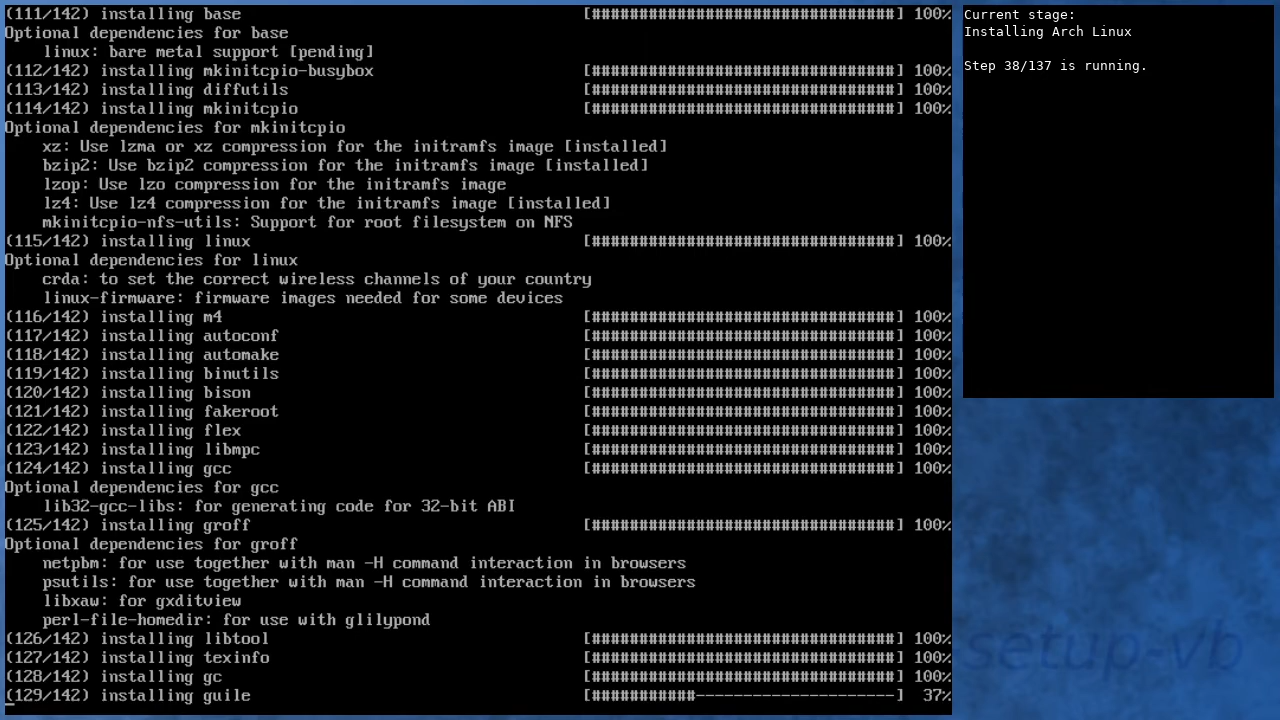 (111/142) installing base [################################] 100%
Optional dependencies for base
linux: bare metal support [pending]
(112/142) installing mkinitcpio-busybox [################################] 100%
(113/142) installing diffutils [################################] 100%
(114/142) installing mkinitcpio [################################] 100%
Optional dependencies for mkinitcpio
xz: Use lzma or xz compression for the initramfs image [installed]
bzip2: Use bzip2 compression for the initramfs image [installed]
lzop: Use lzo compression for the initramfs image
lz4: Use lz4 compression for the initramfs image [installed]
mkinitcpio-nfs-utils: Support for root filesystem on NFS
(115/142) installing linux [################################] 100%
Optional dependencies for linux
crda: to set the correct wireless channels of your country
linux-firmware: firmware images needed for some devices
(116/142) installing m4 [################################] 100%
(117/142) installing autoconf [################################] 100%
(118/142) installing automake [################################] 100%
(119/142) installing binutils [################################] 100%
(120/142) installing bison [################################] 100%
(121/142) installing fakeroot [################################] 100%
(122/142) installing flex [################################] 100%
(123/142) installing libmpc [################################] 100%
(124/142) installing gcc [################################] 100%
Optional dependencies for gcc
lib32-gcc-libs: for generating code for 32-bit ABI
(125/142) installing groff [################################] 100%
Optional dependencies for groff
netpbm: for use together with man -H command interaction in browsers
psutils: for use together with man -H command interaction in browsers
libxaw: for gxditview
perl-file-homedir: for use with glilypond
(126/142) installing libtool [################################] 100%
(127/142) installing texinfo [################################] 100%
(128/142) installing gc [################################] 100%
(129/142) installing guile [###########---------------------] 37%
Current stage:
Installing Arch Linux
Step 38/137 is running.
setup-vb